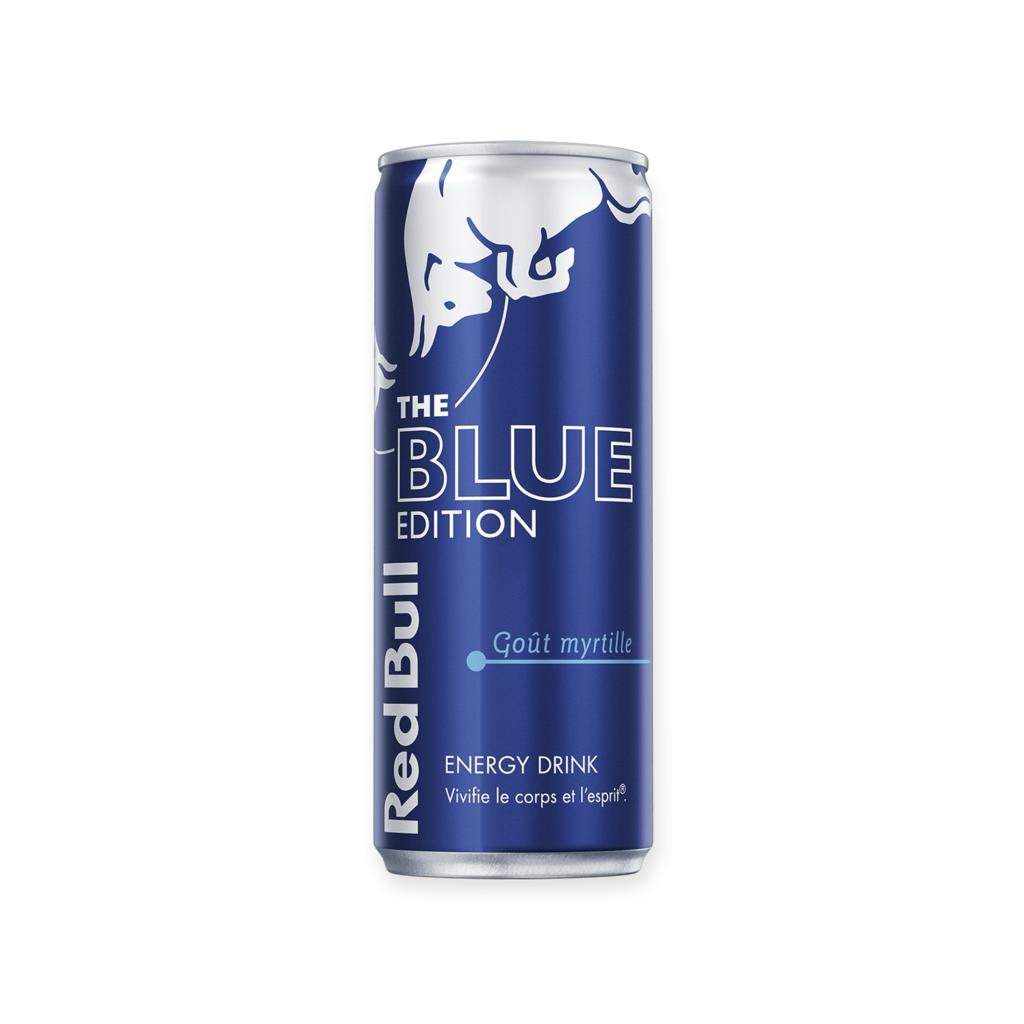 THE
BLUE
EDITION
Red Bull
Goût myrtille
ENERGY DRINK
Vivifie le corps et l'esprit®.